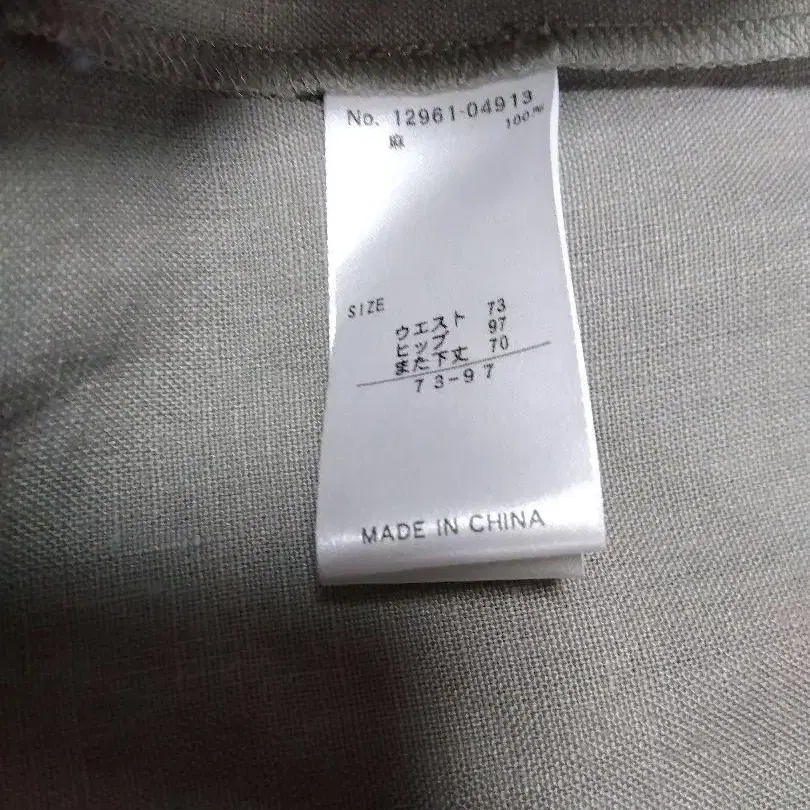 No. 12961-04913
麻 100%
SIZE
ウエスト 73
ヒップ 97
また下丈 70
73-97
MADE IN CHINA